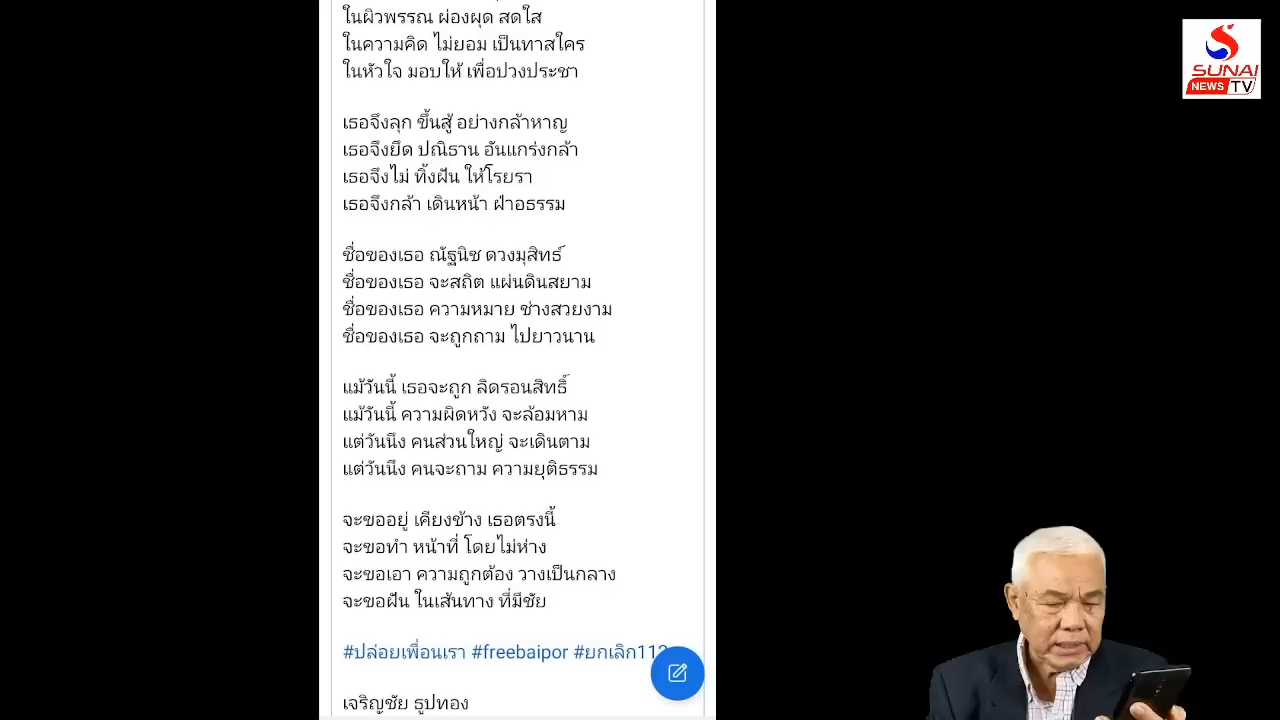 ในผิวพรรณ ผ่องผุด สดใส
ในความคิด ไม่ยอม เป็นทาสใคร
ในหัวใจ มอบให้ เพื่อปวงประชา
เธอจึงลุก ขึ้นสู้ อย่างกล้าหาญ
เธอจึงยึด ปณิธาน อันแกร่งกล้า
เธอจึงไม่ ทิ้งฝัน ให้โรยรา
เธอจึงกล้า เดินหน้า ฝ่าอธรรม
ชื่อของเธอ ณัฐนิช ดวงมุสิทธ์
ชื่อของเธอ จะสถิต แผ่นดินสยาม
ชื่อของเธอ ความหมาย ช่างสวยงาม
ชื่อของเธอ จะถูกถาม ไปยาวนาน
แม้วันนี้ เธอจะถูก ลิดรอนสิทธิ์
แม้วันนี้ ความผิดหวัง จะล้อมหาม
แต่วันนึง คนส่วนใหญ่ จะเดินตาม
แต่วันนึง คนจะถาม ความยุติธรรม
จะขออยู่ เคียงข้าง เธอตรงนี้
จะขอทำ หน้าที่ โดยไม่ห่าง
จะขอเอา ความถูกต้อง วางเป็นกลาง
จะขอฝัน ในเส้นทาง ที่มีชัย
#ปล่อยเพื่อนเรา #freebaipor #ยกเลิก112
เจริญชัย ธูปทอง
SUNAI
NEWS TV